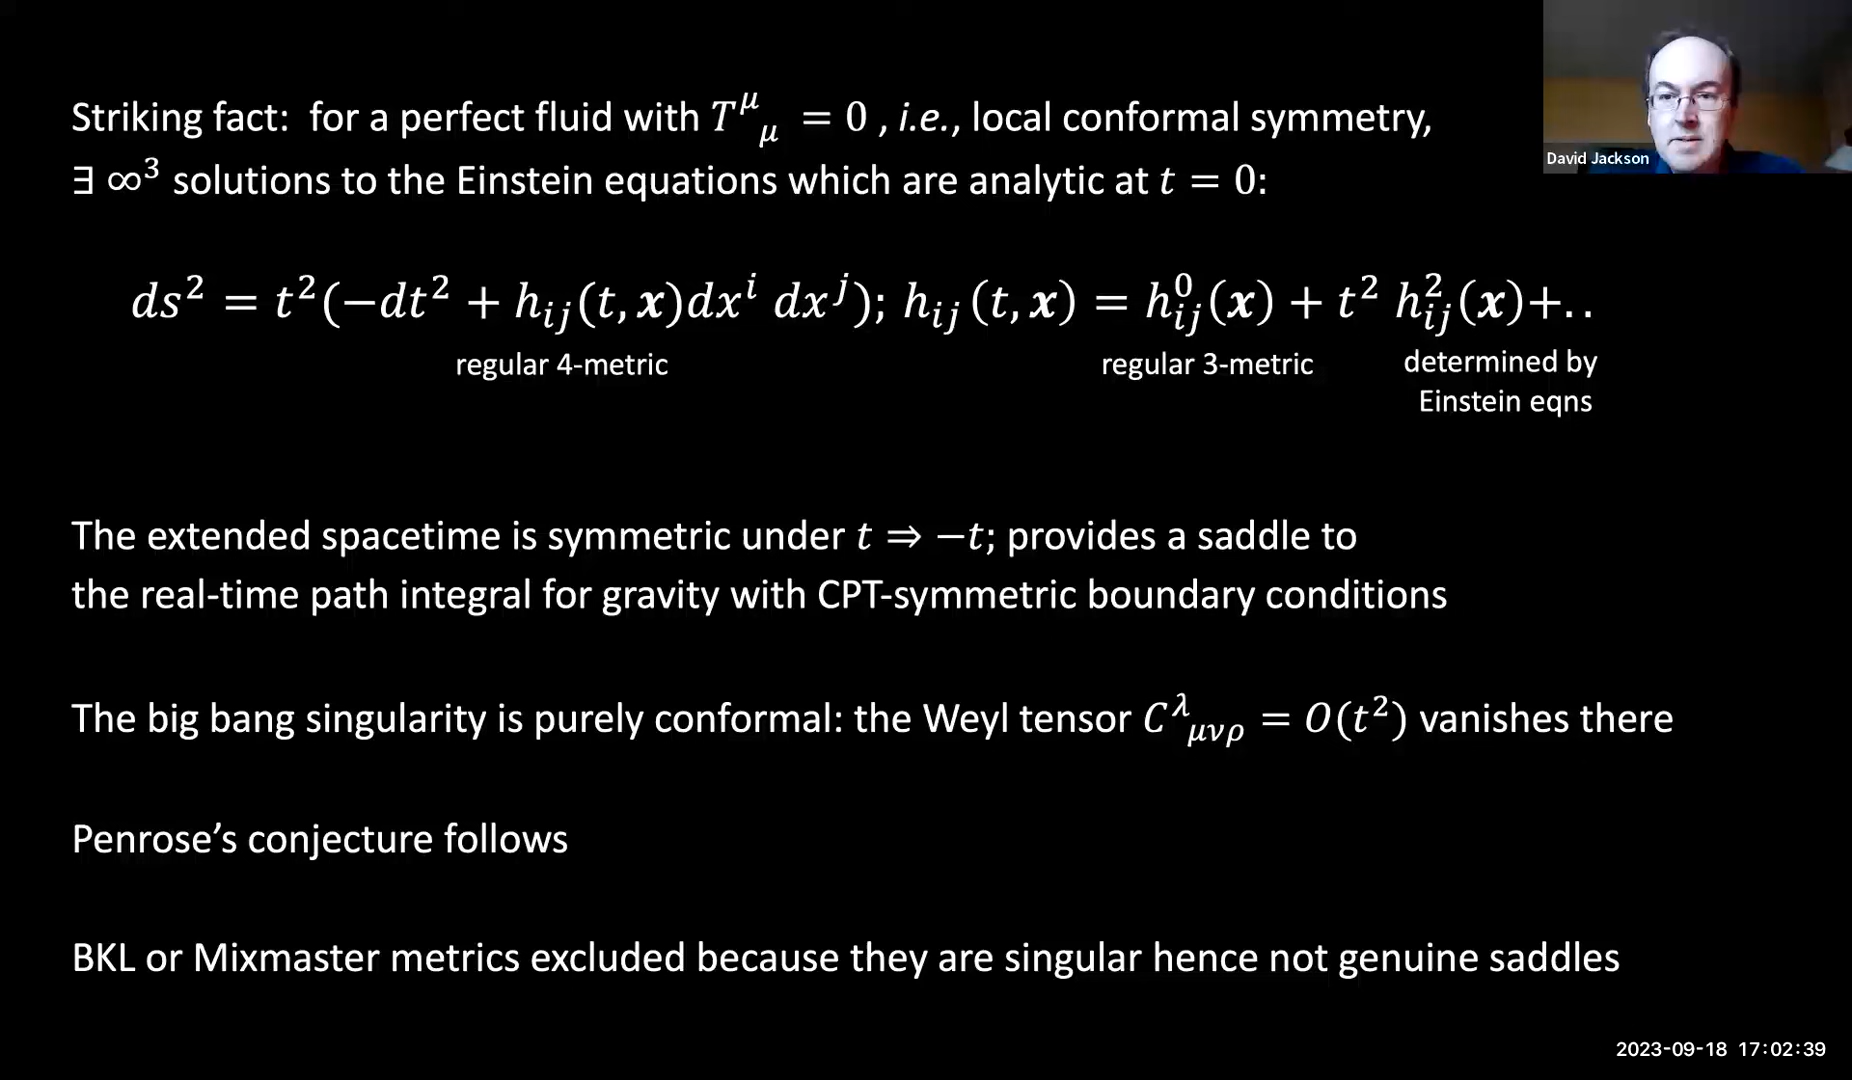 Striking fact: for a perfect fluid with T^μ_μ = 0 , i.e., local conformal symmetry,
∃ ∞³ solutions to the Einstein equations which are analytic at t = 0:
David Jackson
ds² = t²(−dt² + h_ij(t, x)dx^i dx^j); h_ij (t, x) = h^0_ij(x) + t² h^2_ij(x)+..
regular 4-metric
regular 3-metric
determined by
Einstein eqns
The extended spacetime is symmetric under t ⇒ −t; provides a saddle to
the real-time path integral for gravity with CPT-symmetric boundary conditions
The big bang singularity is purely conformal: the Weyl tensor C^λ_μνρ = O(t²) vanishes there
Penrose’s conjecture follows
BKL or Mixmaster metrics excluded because they are singular hence not genuine saddles
2023-09-18 17:02:39